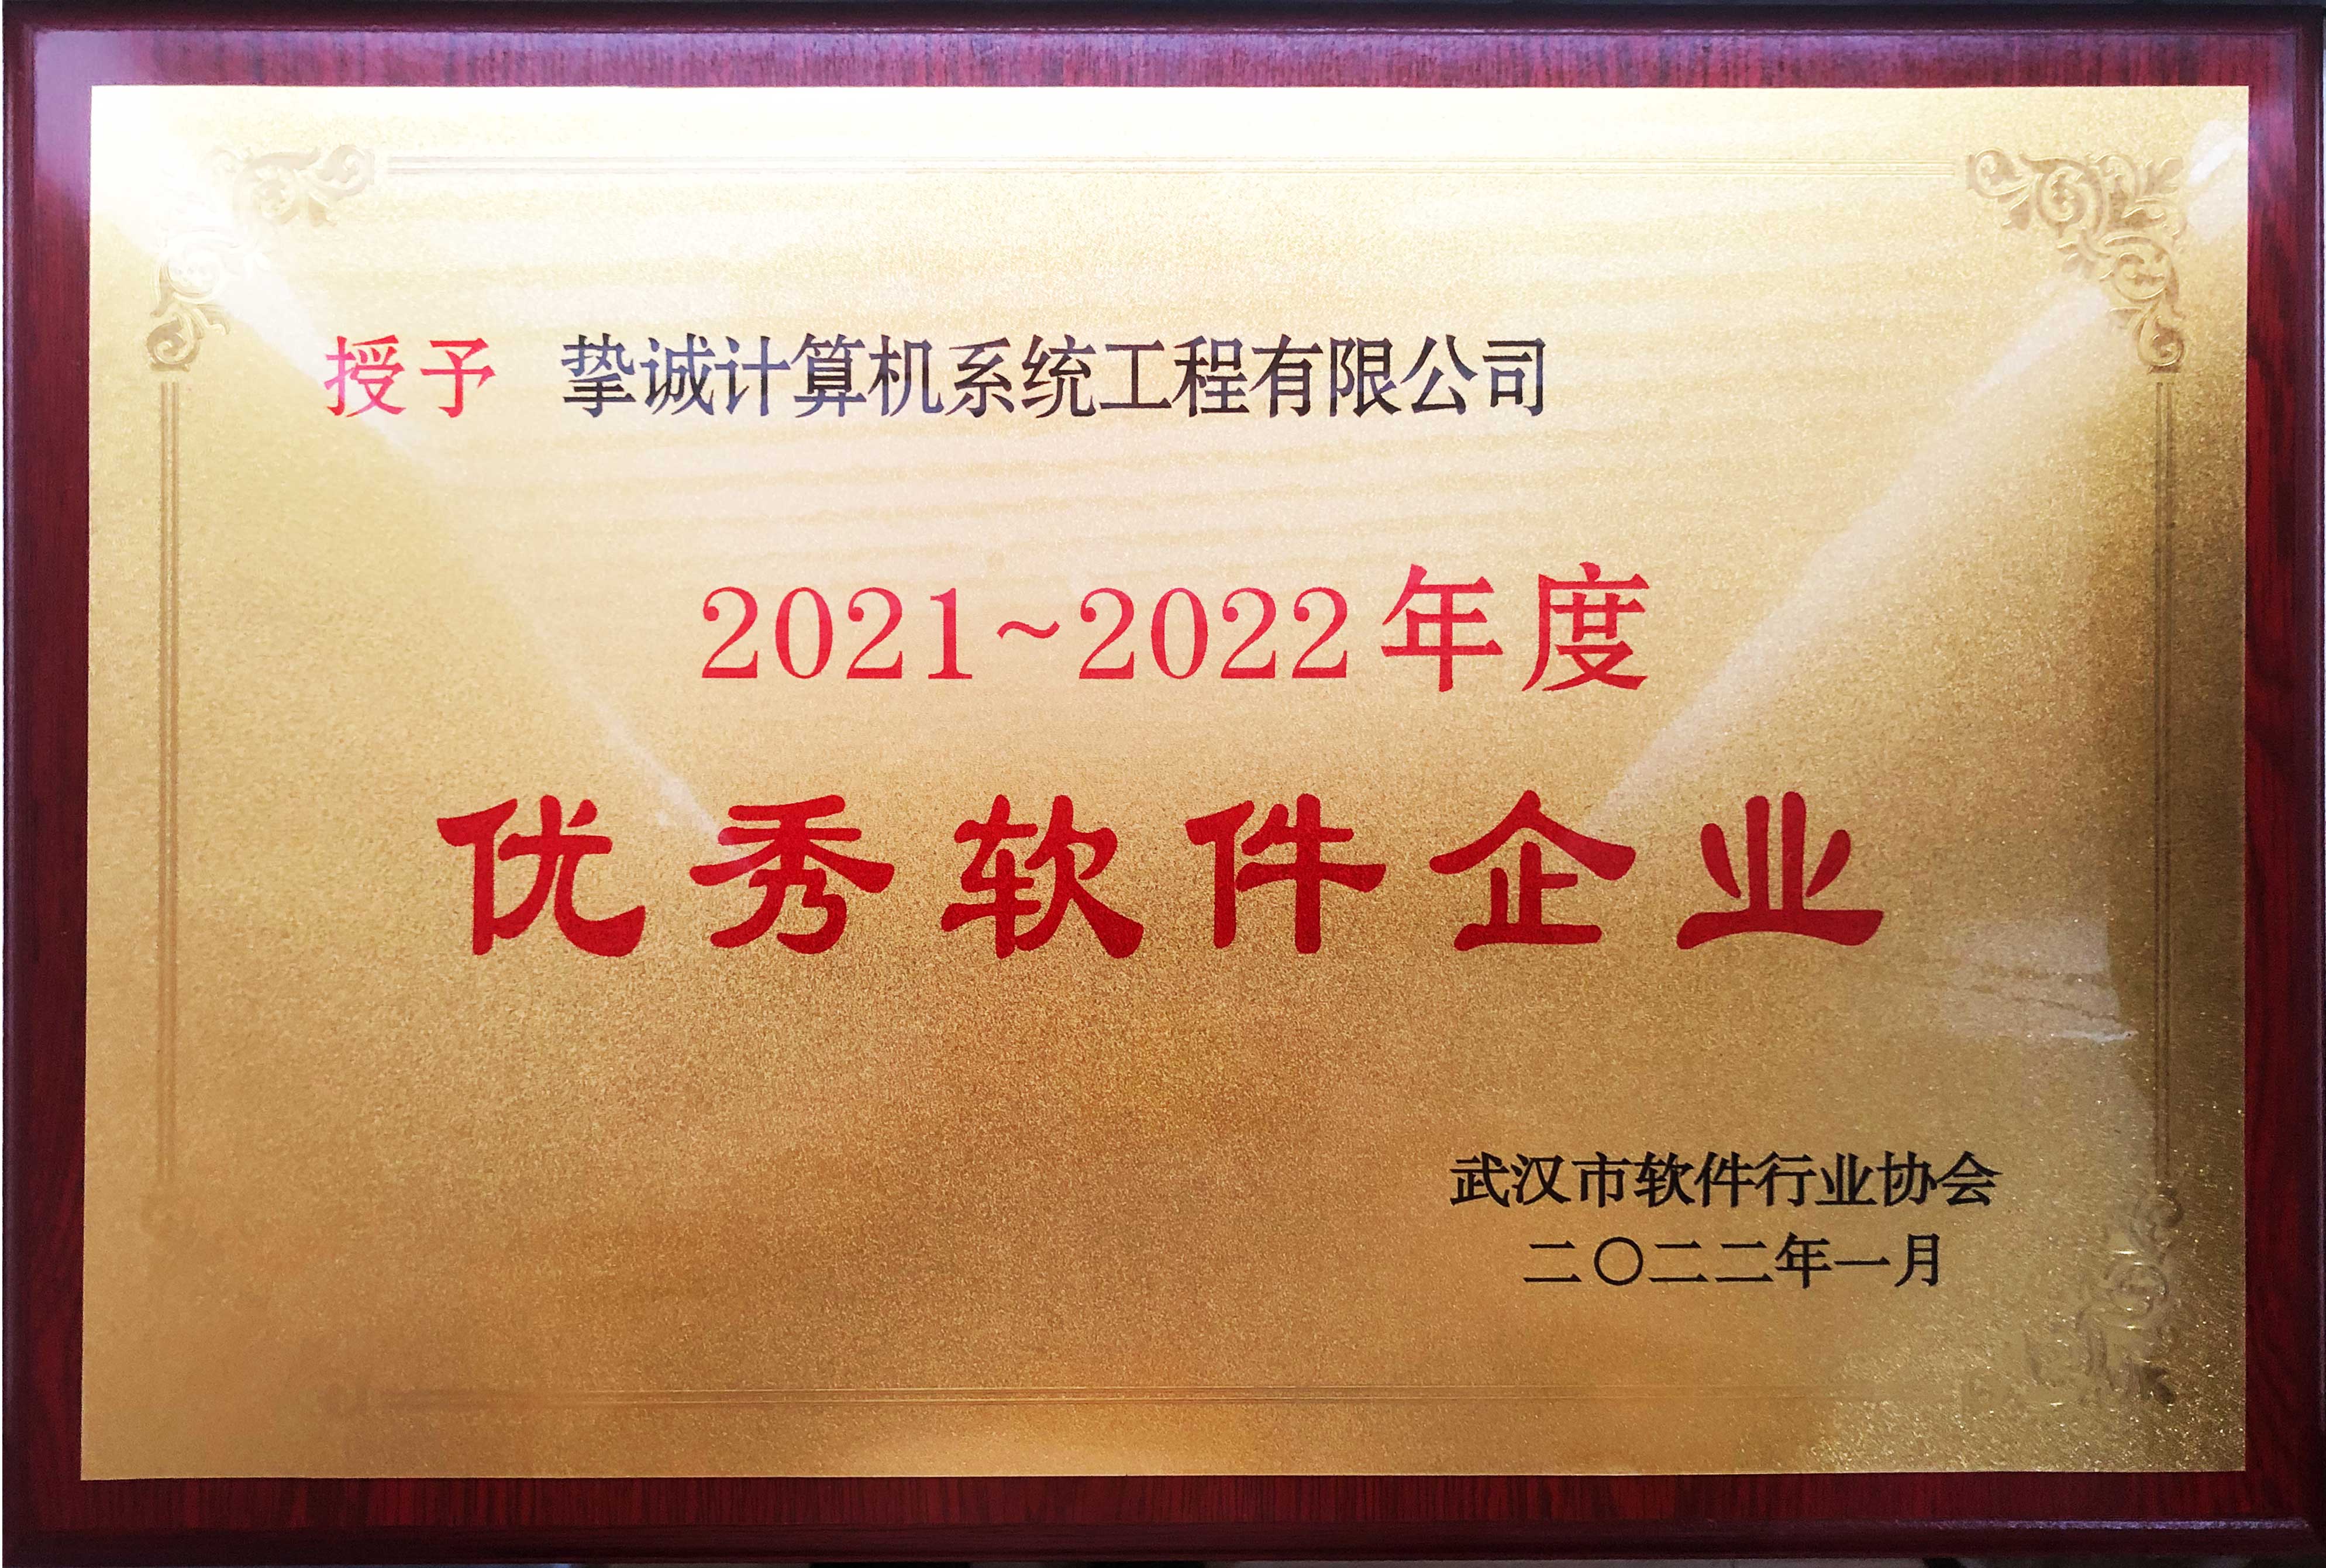 授予 挚诚计算机系统工程有限公司
2021~2022年度
优秀软件企业
武汉市软件行业协会
二〇二二年一月